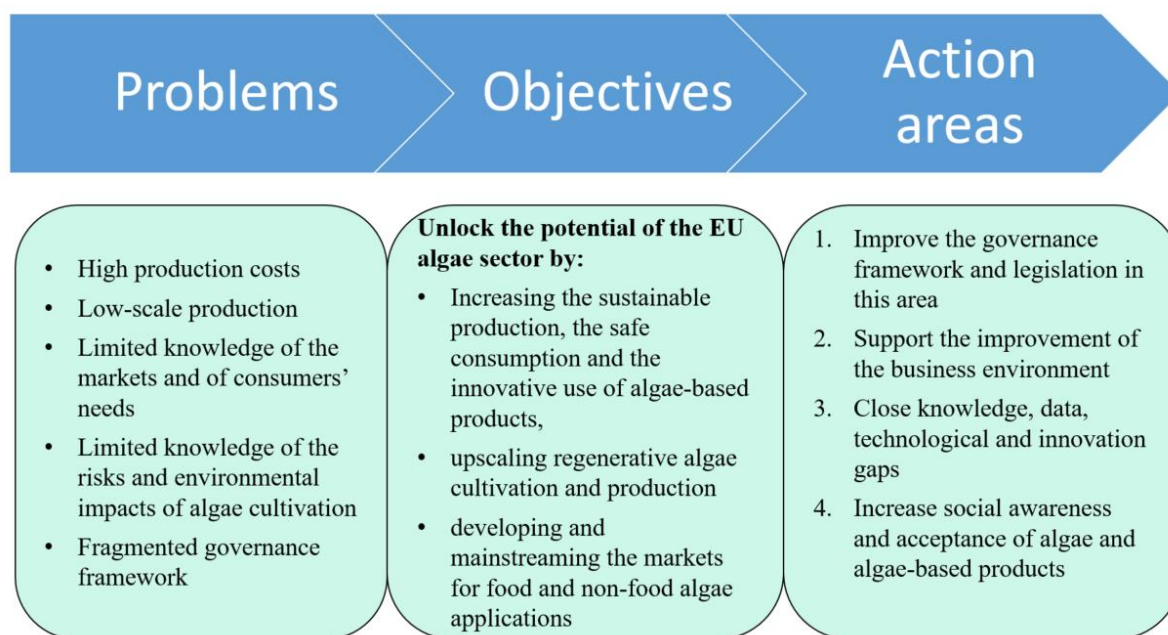 Problems
Objectives
Action
areas
• High production costs
• Low-scale production
• Limited knowledge of the
markets and of consumers’
needs
• Limited knowledge of the
risks and environmental
impacts of algae cultivation
• Fragmented governance
framework
Unlock the potential of the EU
algae sector by:
• Increasing the sustainable
production, the safe
consumption and the
innovative use of algae-based
products,
• upscaling regenerative algae
cultivation and production
• developing and
mainstreaming the markets
for food and non-food algae
applications
1. Improve the governance
framework and legislation in
this area
2. Support the improvement of
the business environment
3. Close knowledge, data,
technological and innovation
gaps
4. Increase social awareness
and acceptance of algae and
algae-based products